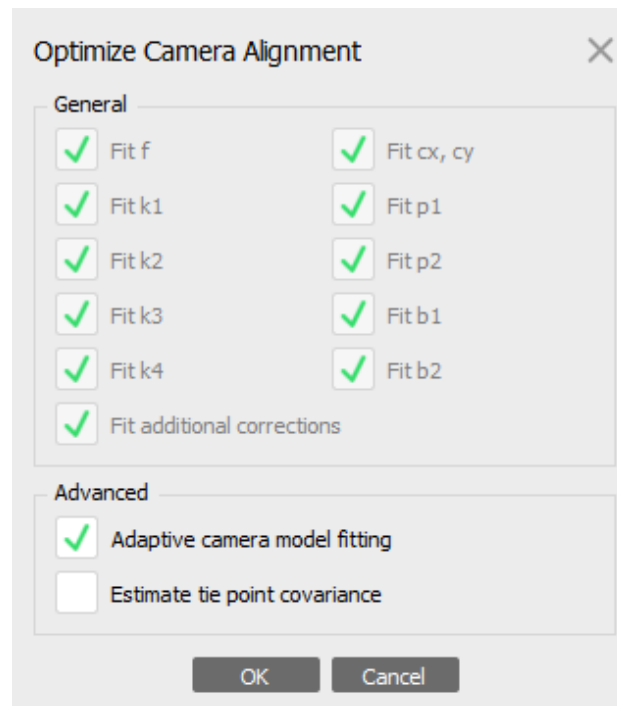 Optimize Camera Alignment
General
Fit f
Fit cx, cy
Fit k1
Fit p1
Fit k2
Fit p2
Fit k3
Fit b1
Fit k4
Fit b2
Fit additional corrections
Advanced
Adaptive camera model fitting
Estimate tie point covariance
OK
Cancel